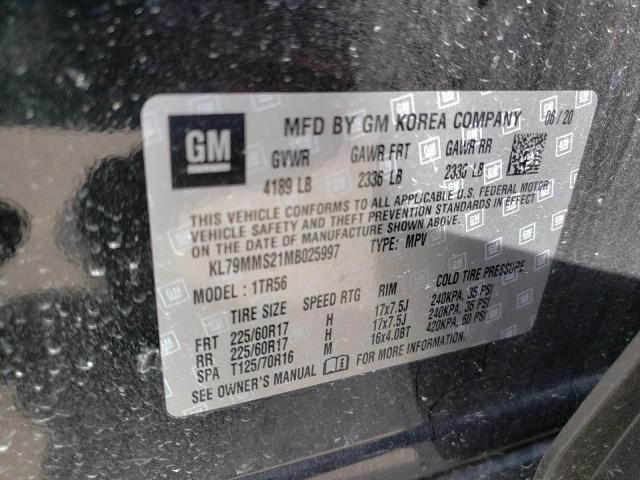 GM
MFD BY GM KOREA COMPANY 06/20
GVWR GAWR FRT GAWR RR
4189 LB 2336 LB 2336 LB
THIS VEHICLE CONFORMS TO ALL APPLICABLE U.S. FEDERAL MOTOR
VEHICLE SAFETY AND THEFT PREVENTION STANDARDS IN EFFECT
ON THE DATE OF MANUFACTURE SHOWN ABOVE.
KL79MMS21MB025997 TYPE: MPV
MODEL : 1TR56
TIRE SIZE SPEED RTG RIM COLD TIRE PRESSURE
FRT 225/60R17 H 17x7.5J 240KPA, 35 PSI
RR 225/60R17 H 17x7.5J 240KPA, 35 PSI
SPA T125/70R16 M 16x4.0BT 420KPA, 60 PSI
SEE OWNER'S MANUAL FOR MORE INFORMATION.